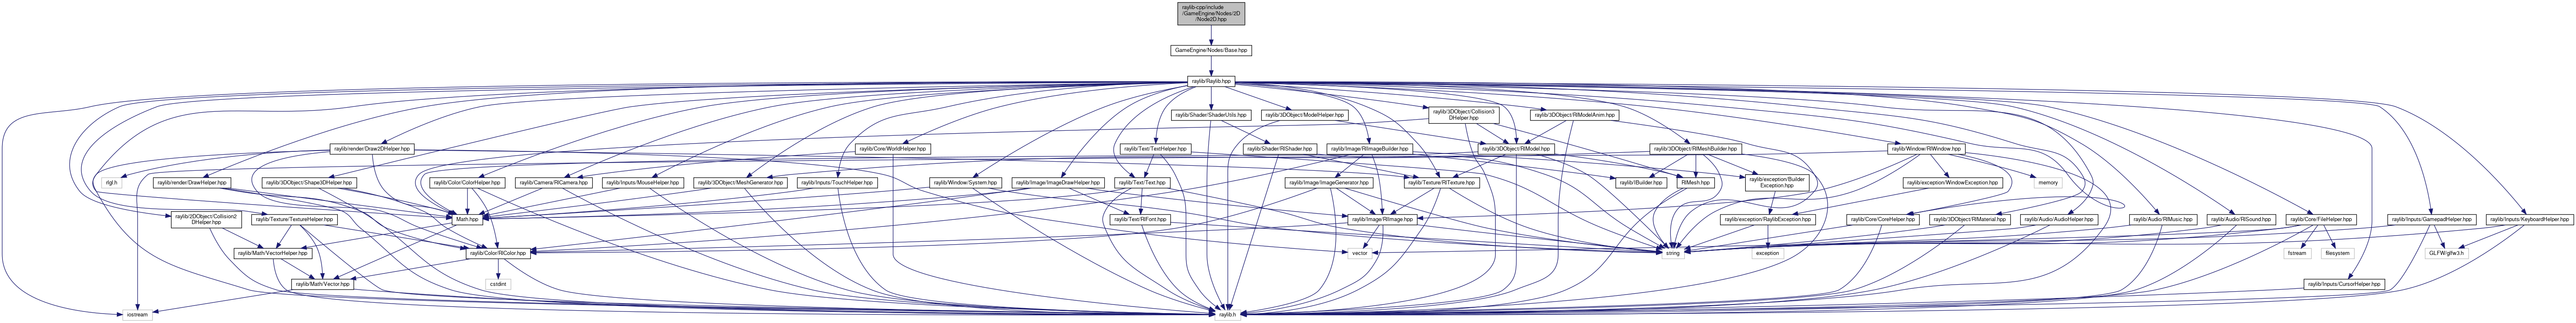 raylib-cpp/include
/GameEngine/Nodes/2D
/Node2D.hpp
GameEngine/Nodes/Base.hpp
raylib/Raylib.hpp
raylib/Shader/ShaderUtils.hpp
raylib/3DObject/ModelHelper.hpp
raylib/3DObject/Collision3
DHelper.hpp
raylib/3DObject/RlModelAnim.hpp
raylib/render/Draw2DHelper.hpp
raylib/Core/WorldHelper.hpp
raylib/Text/TextHelper.hpp
raylib/Shader/RlShader.hpp
raylib/Image/RlImageBuilder.hpp
raylib/3DObject/RlModel.hpp
raylib/3DObject/RlMeshBuilder.hpp
raylib/Window/RlWindow.hpp
rlgl.h
raylib/render/DrawHelper.hpp
raylib/3DObject/Shape3DHelper.hpp
raylib/Color/ColorHelper.hpp
raylib/Camera/RlCamera.hpp
raylib/Inputs/MouseHelper.hpp
raylib/3DObject/MeshGenerator.hpp
raylib/Inputs/TouchHelper.hpp
raylib/Window/System.hpp
raylib/Image/ImageDrawHelper.hpp
raylib/Text/Text.hpp
raylib/Image/ImageGenerator.hpp
raylib/Texture/RlTexture.hpp
raylib/IBuilder.hpp
RlMesh.hpp
raylib/exception/Builder
Exception.hpp
raylib/exception/WindowException.hpp
memory
raylib/2DObject/Collision2
DHelper.hpp
raylib/Texture/TextureHelper.hpp
Math.hpp
raylib/Text/RlFont.hpp
raylib/Image/RlImage.hpp
raylib/exception/RaylibException.hpp
raylib/Core/CoreHelper.hpp
raylib/3DObject/RlMaterial.hpp
raylib/Audio/AudioHelper.hpp
raylib/Audio/RlMusic.hpp
raylib/Audio/RlSound.hpp
raylib/Core/FileHelper.hpp
raylib/Inputs/GamepadHelper.hpp
raylib/Inputs/KeyboardHelper.hpp
raylib/Math/VectorHelper.hpp
raylib/Color/RlColor.hpp
vector
string
exception
fstream
filesystem
GLFW/glfw3.h
raylib/Math/Vector.hpp
cstdint
raylib/Inputs/CursorHelper.hpp
iostream
raylib.h